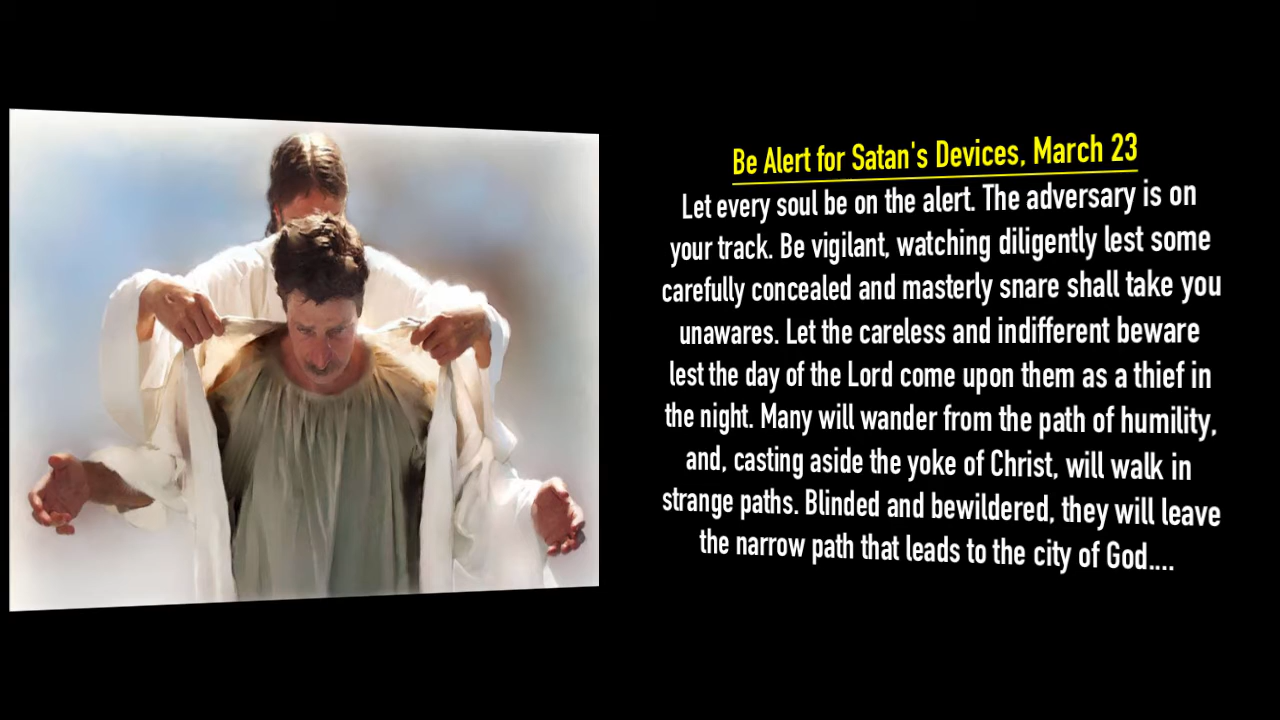 Be Alert for Satan's Devices, March 23
Let every soul be on the alert. The adversary is on
your track. Be vigilant, watching diligently lest some
carefully concealed and masterly snare shall take you
unawares. Let the careless and indifferent beware
lest the day of the Lord come upon them as a thief in
the night. Many will wander from the path of humility,
and, casting aside the yoke of Christ, will walk in
strange paths. Blinded and bewildered, they will leave
the narrow path that leads to the city of God....